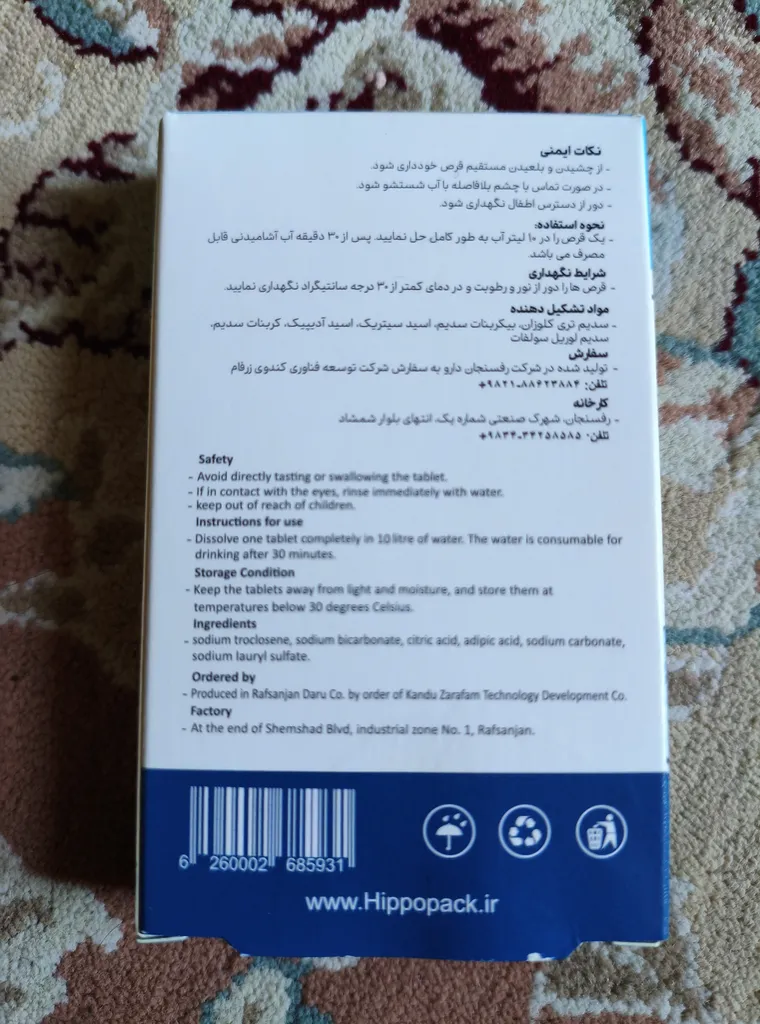 نکات ایمنی
- از چشیدن و بلعیدن مستقیم قرص خودداری شود.
- در صورت تماس با چشم بلافاصله با آب شستشو شود.
- دور از دسترس اطفال نگهداری شود.
نحوه استفاده:
- یک قرص را در ۱۰ لیتر آب به طور کامل حل نمایید. پس از ۳۰ دقیقه آب آشامیدنی قابل
مصرف می باشد.
شرایط نگهداری
- قرص ها را دور از نور و رطوبت و در دمای کمتر از ۳۰ درجه سانتیگراد نگهداری نمایید.
مواد تشکیل دهنده
- سدیم تری کلوزان، بیکربنات سدیم، اسید سیتریک، اسید آدیپیک، کربنات سدیم،
سدیم لوریل سولفات
سفارش
- تولید شده در شرکت رفسنجان دارو به سفارش شرکت توسعه فناوری کندوی زرفام
تلفن: ۹۸۲۱-۸۸۶۲۳۸۸۴+
کارخانه
- رفسنجان، شهرک صنعتی شماره یک، انتهای بلوار شمشاد
تلفن: ۹۸۳۴-۳۴۲۵۸۵۸۵+
Safety
- Avoid directly tasting or swallowing the tablet.
- If in contact with the eyes, rinse immediately with water.
- keep out of reach of children.
Instructions for use
- Dissolve one tablet completely in 10 litre of water. The water is consumable for
drinking after 30 minutes.
Storage Condition
- Keep the tablets away from light and moisture, and store them at
temperatures below 30 degrees Celsius.
Ingredients
- sodium troclosene, sodium bicarbonate, citric acid, adipic acid, sodium carbonate,
sodium lauryl sulfate.
Ordered by
- Produced in Rafsanjan Daru Co. by order of Kandu Zarafam Technology Development Co.
Factory
- At the end of Shemshad Blvd, industrial zone No. 1, Rafsanjan.
6 260002 685931
www.Hippopack.ir